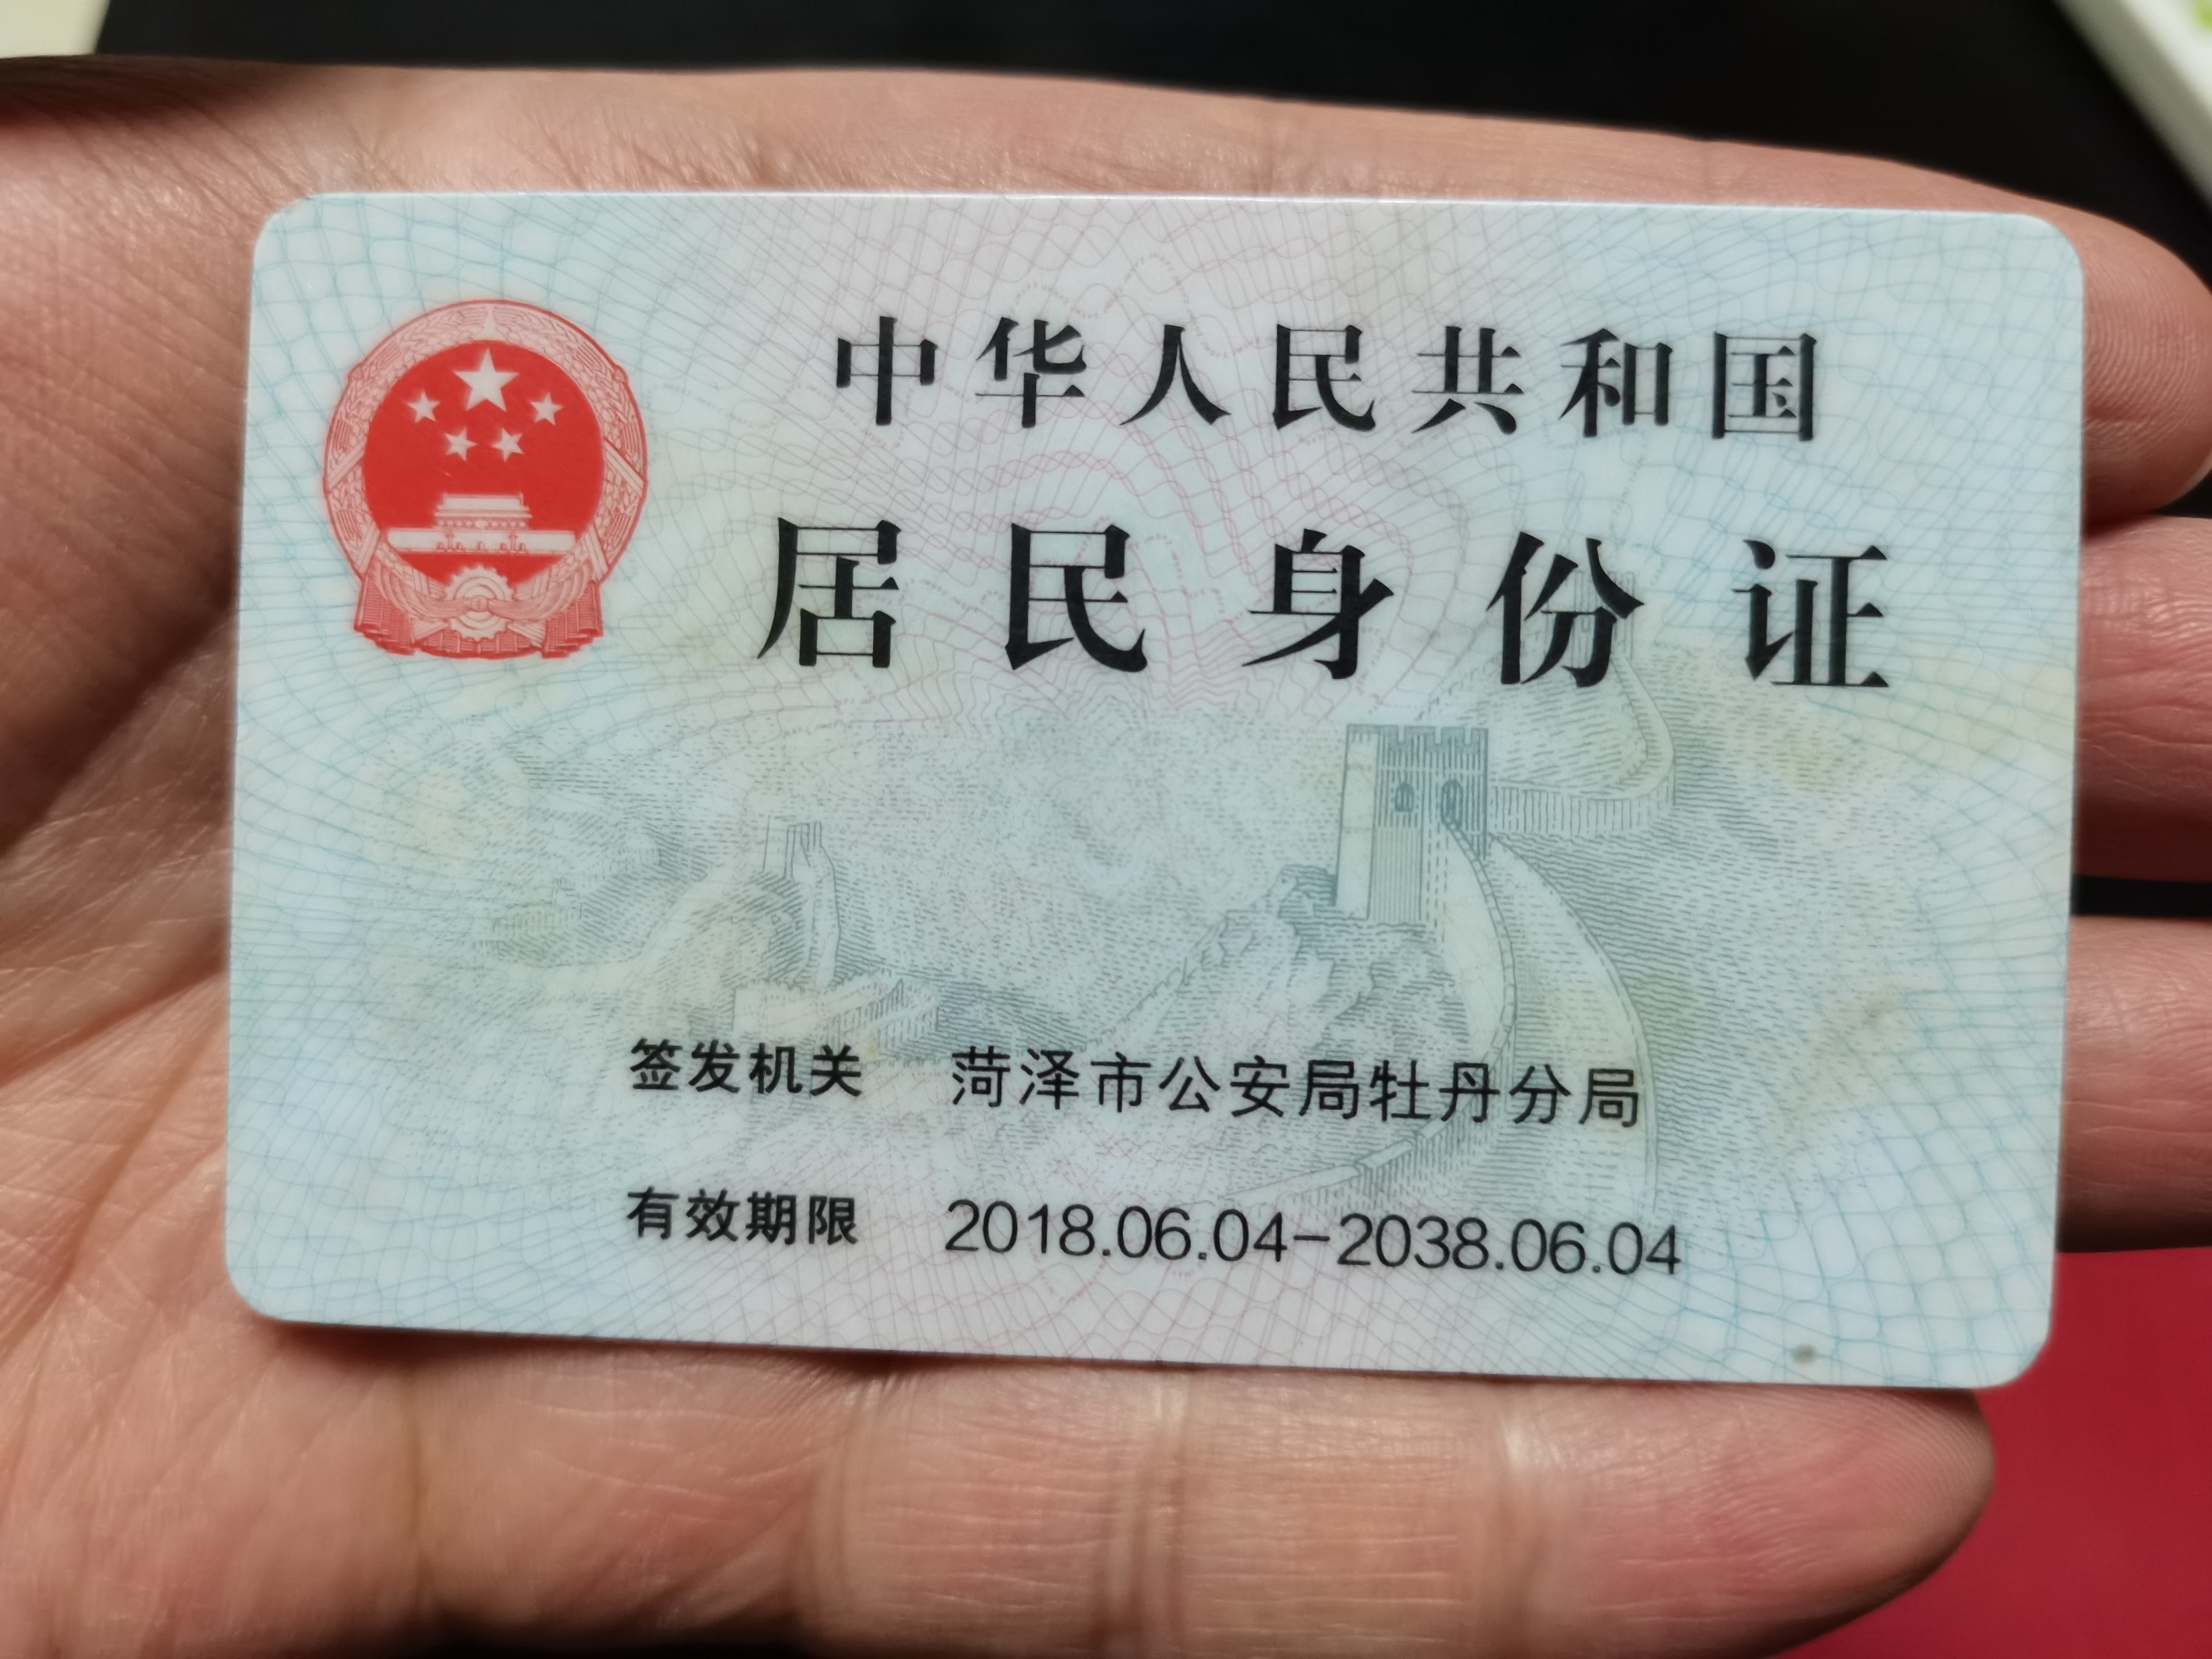 中华人民共和国
居民身份证
签发机关 菏泽市公安局牡丹分局
有效期限 2018.06.04-2038.06.04